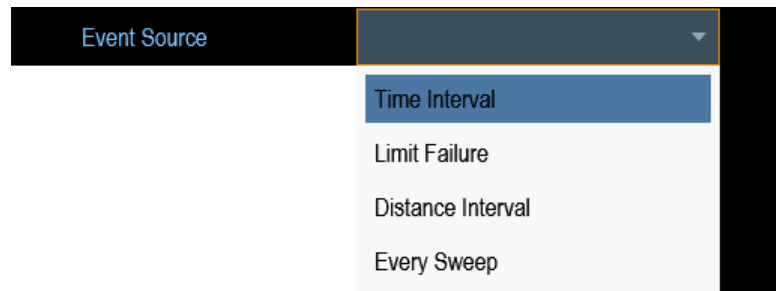 Event Source
Time Interval
Limit Failure
Distance Interval
Every Sweep